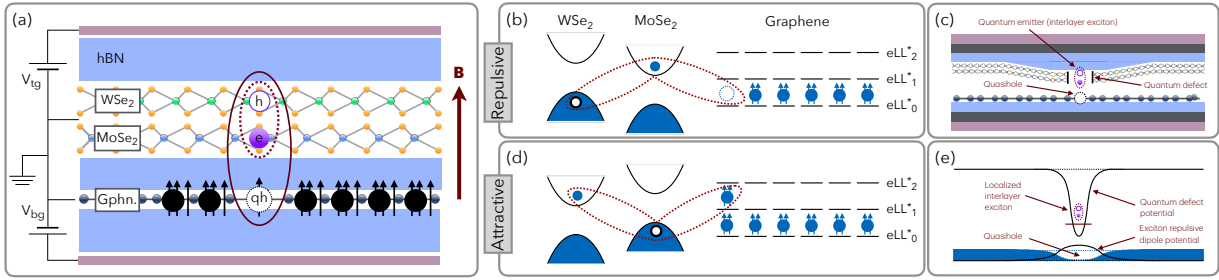 (a)
hBN
V_tg
WSe₂
h
B
MoSe₂
e
V_bg
Gphn.
qh
Repulsive
(b)
WSe₂
MoSe₂
Graphene
eLL*₂
eLL*₁
eLL*₀
(c)
Quantum emitter (interlayer exciton)
Quasihole
Quantum defect
Attractive
(d)
eLL*₂
eLL*₁
eLL*₀
(e)
Localized
interlayer
exciton
Quantum defect
potential
Quasihole
Exciton repulsive
dipole potential